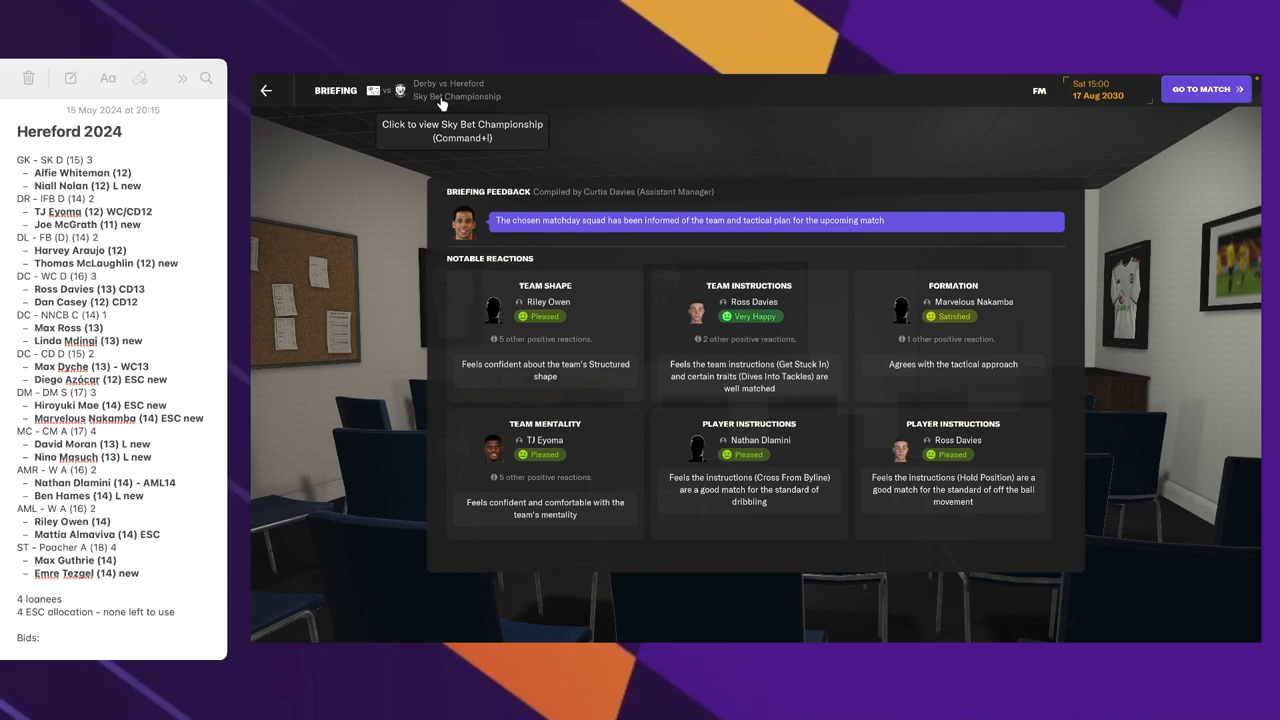 15 May 2024 at 20:15
Hereford 2024
GK - SK D (15) 3
– Alfie Whiteman (12)
– Niall Nolan (12) L new
DR - IFB D (14) 2
– TJ Eyoma (12) WC/CD12
– Joe McGrath (11) new
DL - FB (D) (14) 2
– Harvey Araujo (12)
– Thomas McLaughlin (12) new
DC - WC D (16) 3
– Ross Davies (13) CD13
– Dan Casey (12) CD12
DC - NNCB C (14) 1
– Max Ross (13)
– Linda Mdingi (13) new
DC - CD D (15) 2
– Max Dyche (13) - WC13
– Diego Azócar (12) ESC new
DM - DM S (17) 3
– Hiroyuki Mae (14) ESC new
– Marvelous Nakamba (14) ESC new
MC - CM A (17) 4
– David Moran (13) L new
– Nino Masuch (13) L new
AMR - W A (16) 2
– Nathan Dlamini (14) - AML14
– Ben Hames (14) L new
AML - W A (16) 2
– Riley Owen (14)
– Mattia Almaviva (14) ESC
ST - Poacher A (18) 4
– Max Guthrie (14)
– Emre Tezgel (14) new
4 loanees
4 ESC allocation - none left to use
Bids:
BRIEFING
VS
Derby vs Hereford
Sky Bet Championship
Click to view Sky Bet Championship
(Command+I)
FM
Sat 15:00
17 Aug 2030
GO TO MATCH
BRIEFING FEEDBACK Compiled by Curtis Davies (Assistant Manager)
The chosen matchday squad has been informed of the team and tactical plan for the upcoming match
NOTABLE REACTIONS
TEAM SHAPE
Riley Owen
Pleased
5 other positive reactions.
Feels confident about the team's Structured
shape
TEAM INSTRUCTIONS
Ross Davies
Very Happy
2 other positive reactions.
Feels the team instructions (Get Stuck In)
and certain traits (Dives Into Tackles) are
well matched
FORMATION
Marvelous Nakamba
Satisfied
1 other positive reaction.
Agrees with the tactical approach
TEAM MENTALITY
TJ Eyoma
Pleased
5 other positive reactions.
Feels confident and comfortable with the
team's mentality
PLAYER INSTRUCTIONS
Nathan Dlamini
Pleased
Feels the instructions (Cross From Byline)
are a good match for the standard of
dribbling
PLAYER INSTRUCTIONS
Ross Davies
Pleased
Feels the instructions (Hold Position) are a
good match for the standard of off the ball
movement